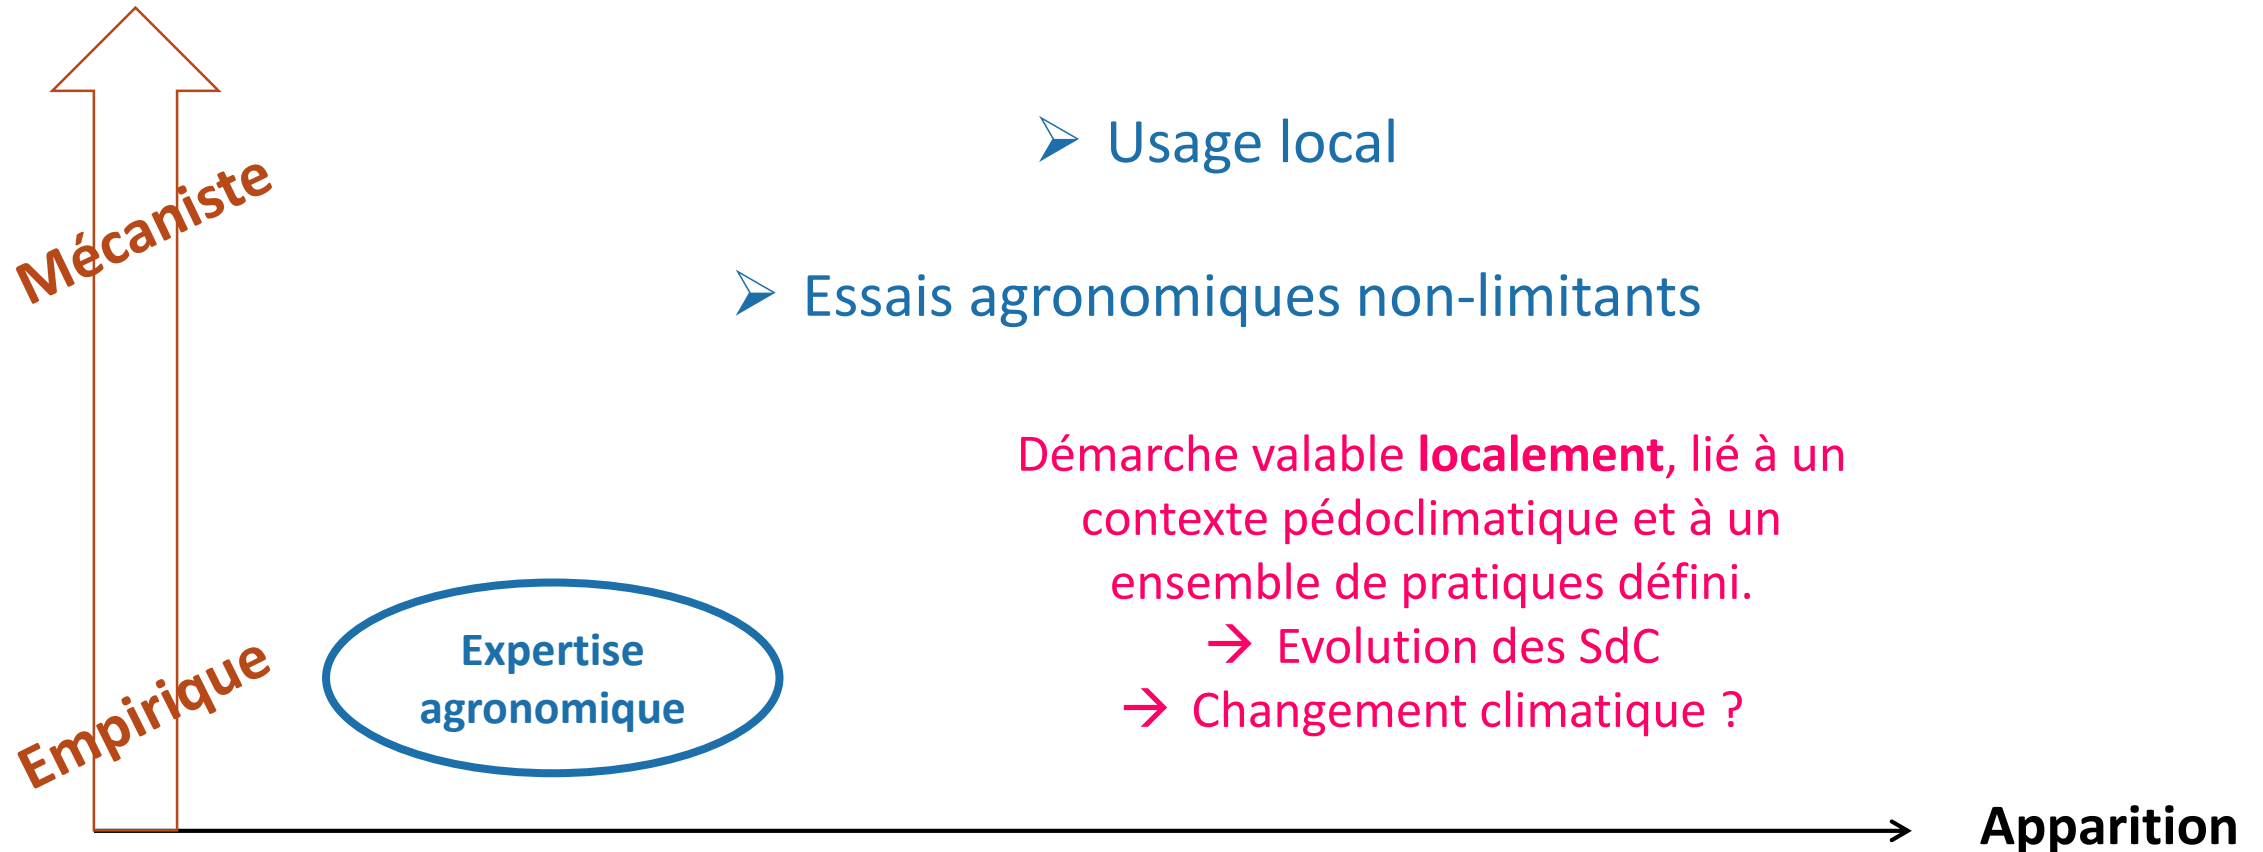 Mécaniste
➢ Usage local
➢ Essais agronomiques non-limitants
Démarche valable localement, lié à un
contexte pédoclimatique et à un
ensemble de pratiques défini.
→ Evolution des SdC
→ Changement climatique ?
Expertise
agronomique
Empirique
Apparition